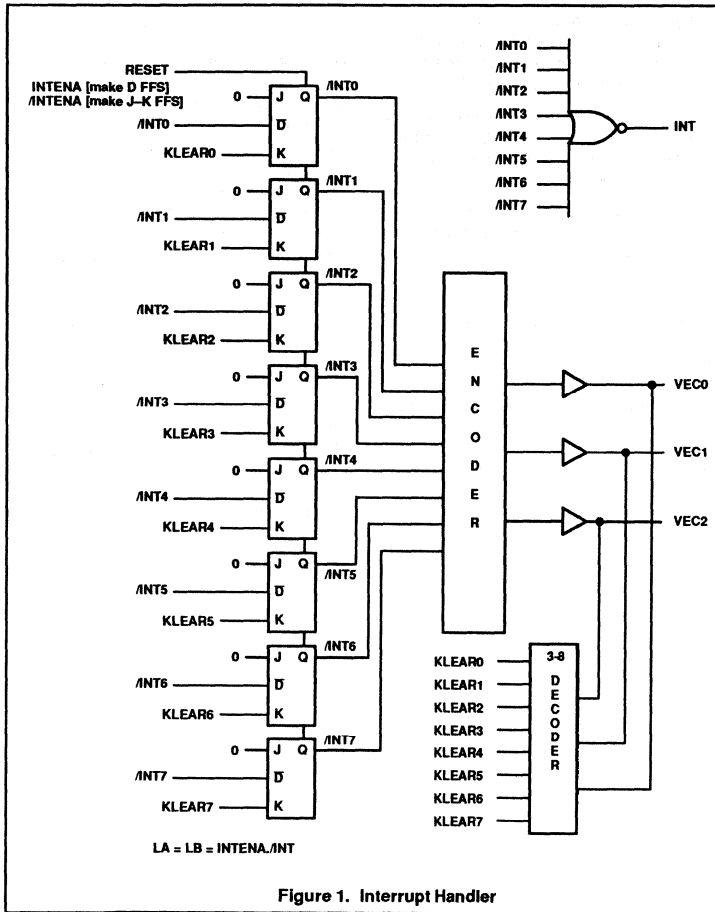 RESET
INTENA [make D FFS]
/INTENA [make J–K FFS]
0 J Q /INT0
/INT0 D
KLEAR0 K
0 J Q /INT1
/INT1 D
KLEAR1 K
0 J Q /INT2
/INT2 D
KLEAR2 K
0 J Q /INT3
/INT3 D
KLEAR3 K
0 J Q /INT4
/INT4 D
KLEAR4 K
0 J Q /INT5
/INT5 D
KLEAR5 K
0 J Q /INT6
/INT6 D
KLEAR6 K
0 J Q /INT7
/INT7 D
KLEAR7 K
LA = LB = INTENA./INT
/INT0
/INT1
/INT2
/INT3
/INT4
/INT5
/INT6
/INT7
INT
E
N
C
O
D
E
R
VEC0
VEC1
VEC2
3-8
D
E
C
O
D
E
R
KLEAR0
KLEAR1
KLEAR2
KLEAR3
KLEAR4
KLEAR5
KLEAR6
KLEAR7
Figure 1. Interrupt Handler